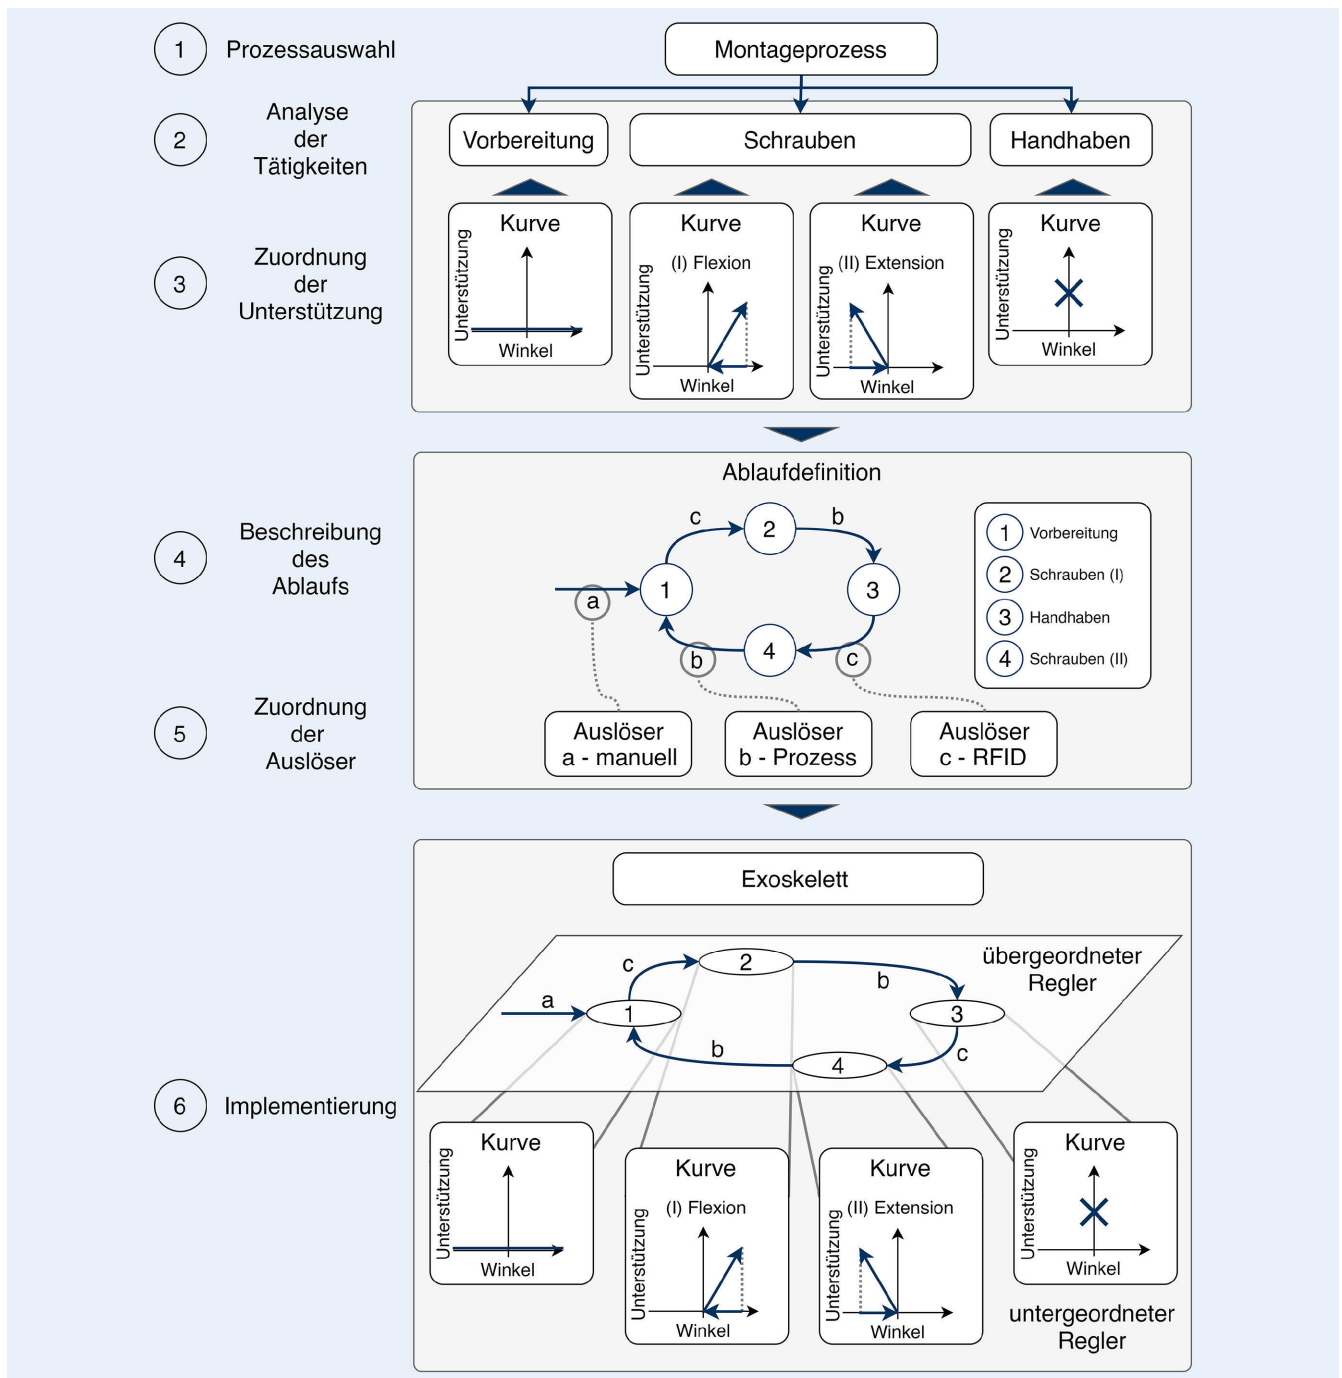 1 Prozessauswahl
Montageprozess
2
Analyse
der
Tätigkeiten
Vorbereitung
Schrauben
Handhaben
3
Zuordnung
der
Unterstützung
Kurve
Unterstützung
Winkel
Kurve
(I) Flexion
Unterstützung
Winkel
Kurve
(II) Extension
Unterstützung
Winkel
Kurve
Unterstützung
Winkel
4
Beschreibung
des
Ablaufs
Ablaufdefinition
a
1
c
2
b
3
c
4
b
1 Vorbereitung
2 Schrauben (I)
3 Handhaben
4 Schrauben (II)
5
Zuordnung
der
Auslöser
Auslöser
a - manuell
Auslöser
b - Prozess
Auslöser
c - RFID
6 Implementierung
Exoskelett
übergeordneter
Regler
a
1
c
2
b
3
c
4
b
Kurve
Unterstützung
Winkel
Kurve
(I) Flexion
Unterstützung
Winkel
Kurve
(II) Extension
Unterstützung
Winkel
Kurve
Unterstützung
Winkel
untergeordneter
Regler